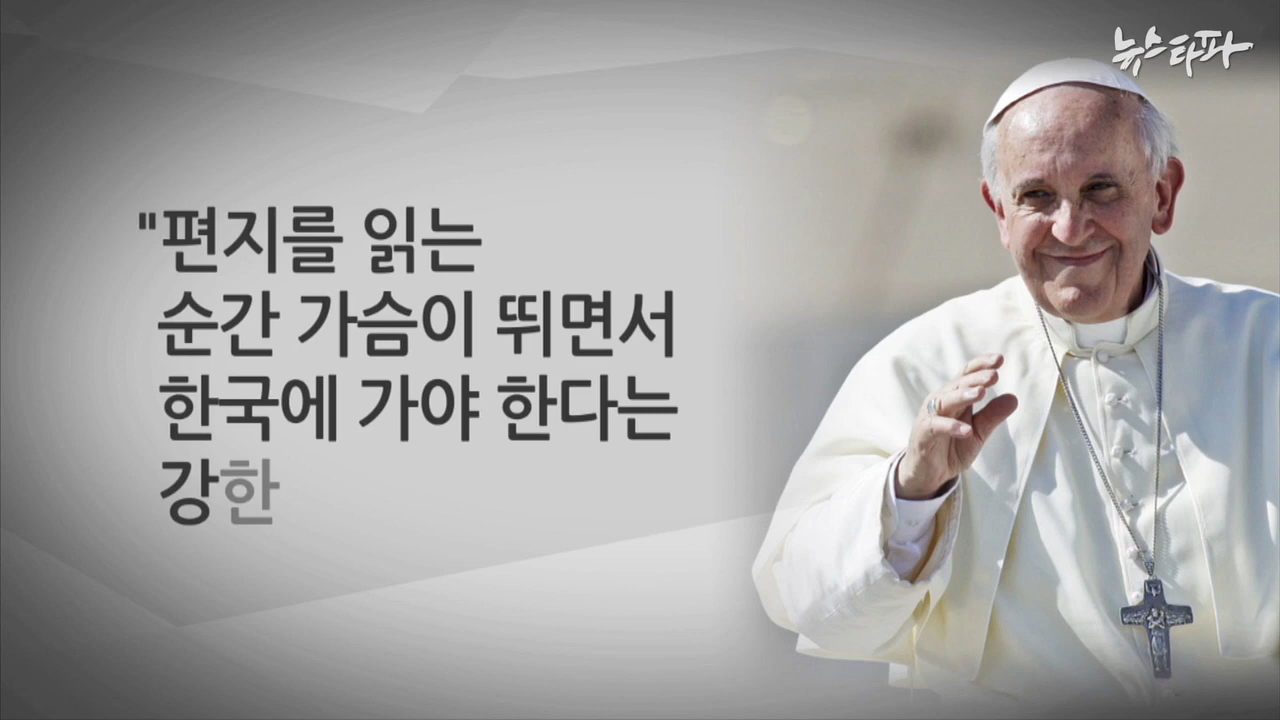 뉴스타파
"편지를 읽는
순간 가슴이 뛰면서
한국에 가야 한다는
강한